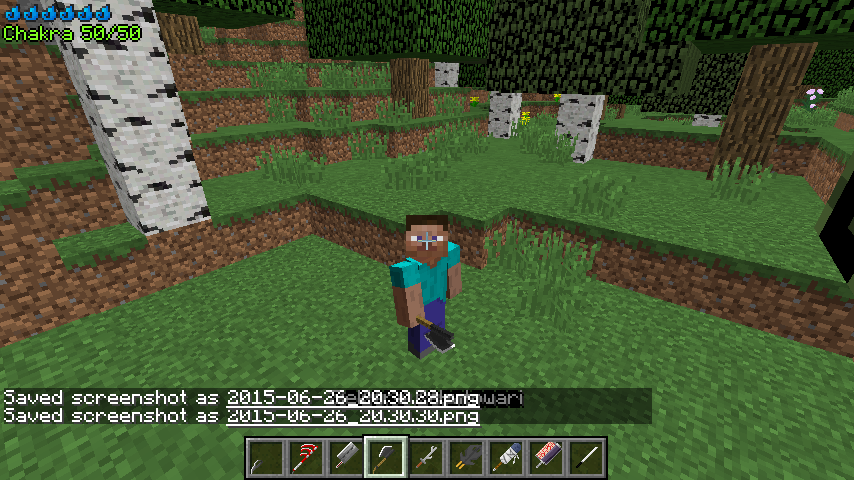 Chakra 50/50
Saved screenshot as 2015-06-26_20.30.28.png
Saved screenshot as 2015-06-26_20.30.30.png